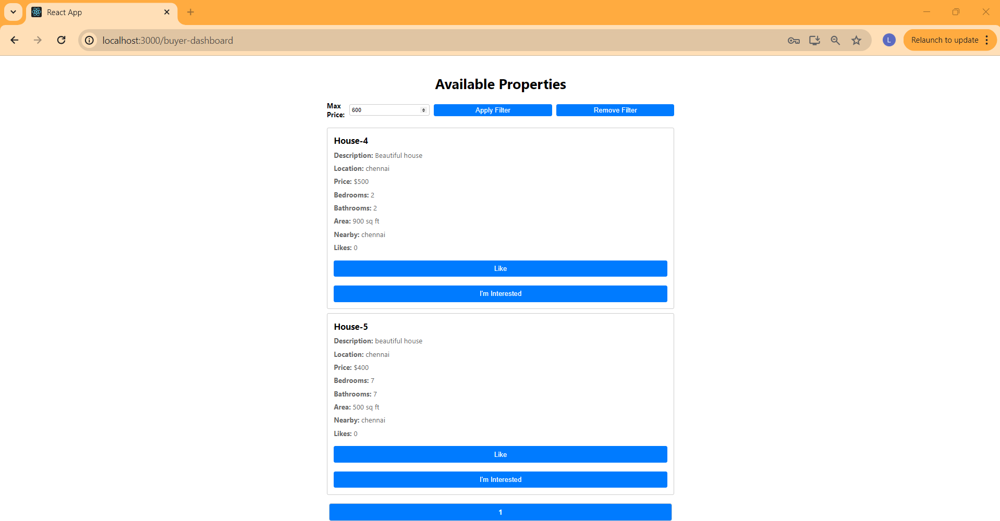 React App
localhost:3000/buyer-dashboard
L
Relaunch to update
Available Properties
Max Price:
600
Apply Filter
Remove Filter
House-4
Description: Beautiful house
Location: chennai
Price: $500
Bedrooms: 2
Bathrooms: 2
Area: 900 sq ft
Nearby: chennai
Likes: 0
Like
I'm Interested
House-5
Description: beautiful house
Location: chennai
Price: $400
Bedrooms: 7
Bathrooms: 7
Area: 500 sq ft
Nearby: chennai
Likes: 0
Like
I'm Interested
1